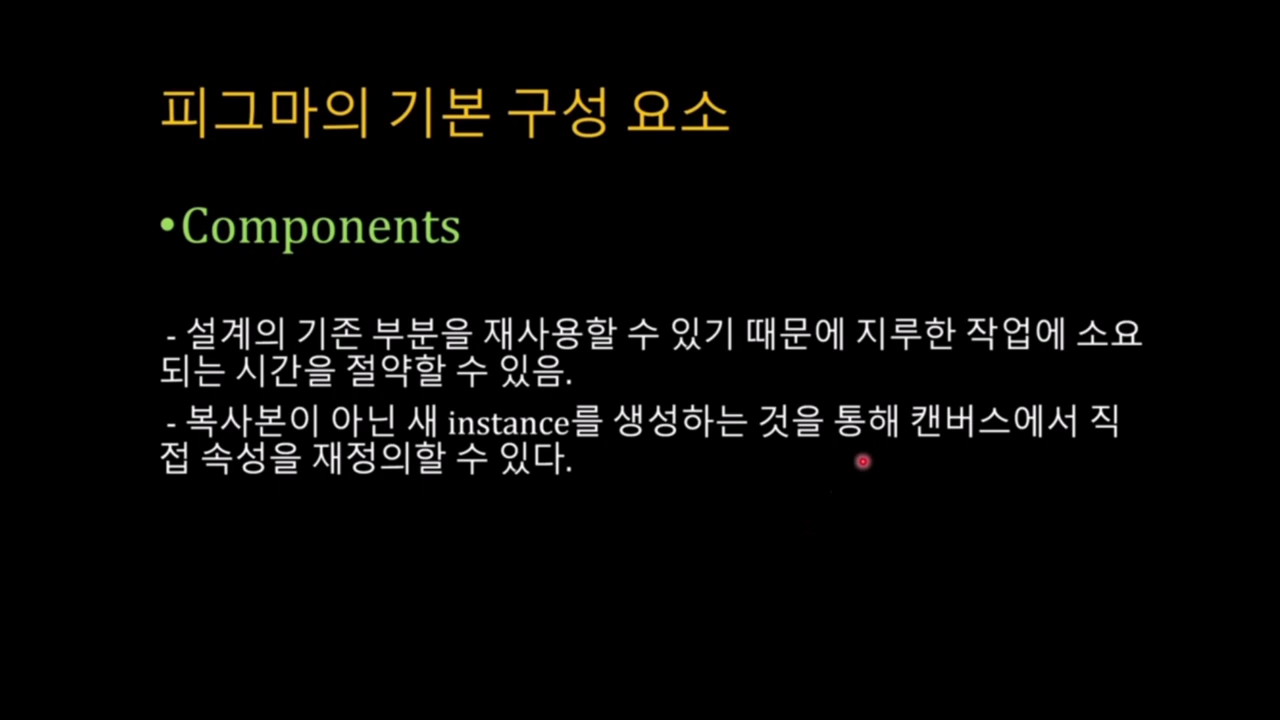 피그마의 기본 구성 요소
•Components
- 설계의 기존 부분을 재사용할 수 있기 때문에 지루한 작업에 소요
되는 시간을 절약할 수 있음.
- 복사본이 아닌 새 instance를 생성하는 것을 통해 캔버스에서 직
접 속성을 재정의할 수 있다.